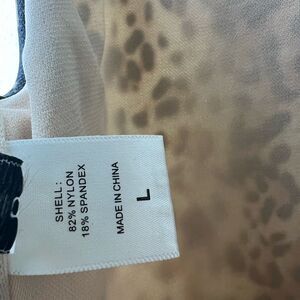 SHELL:
82% NYLON
18% SPANDEX
MADE IN CHINA
L